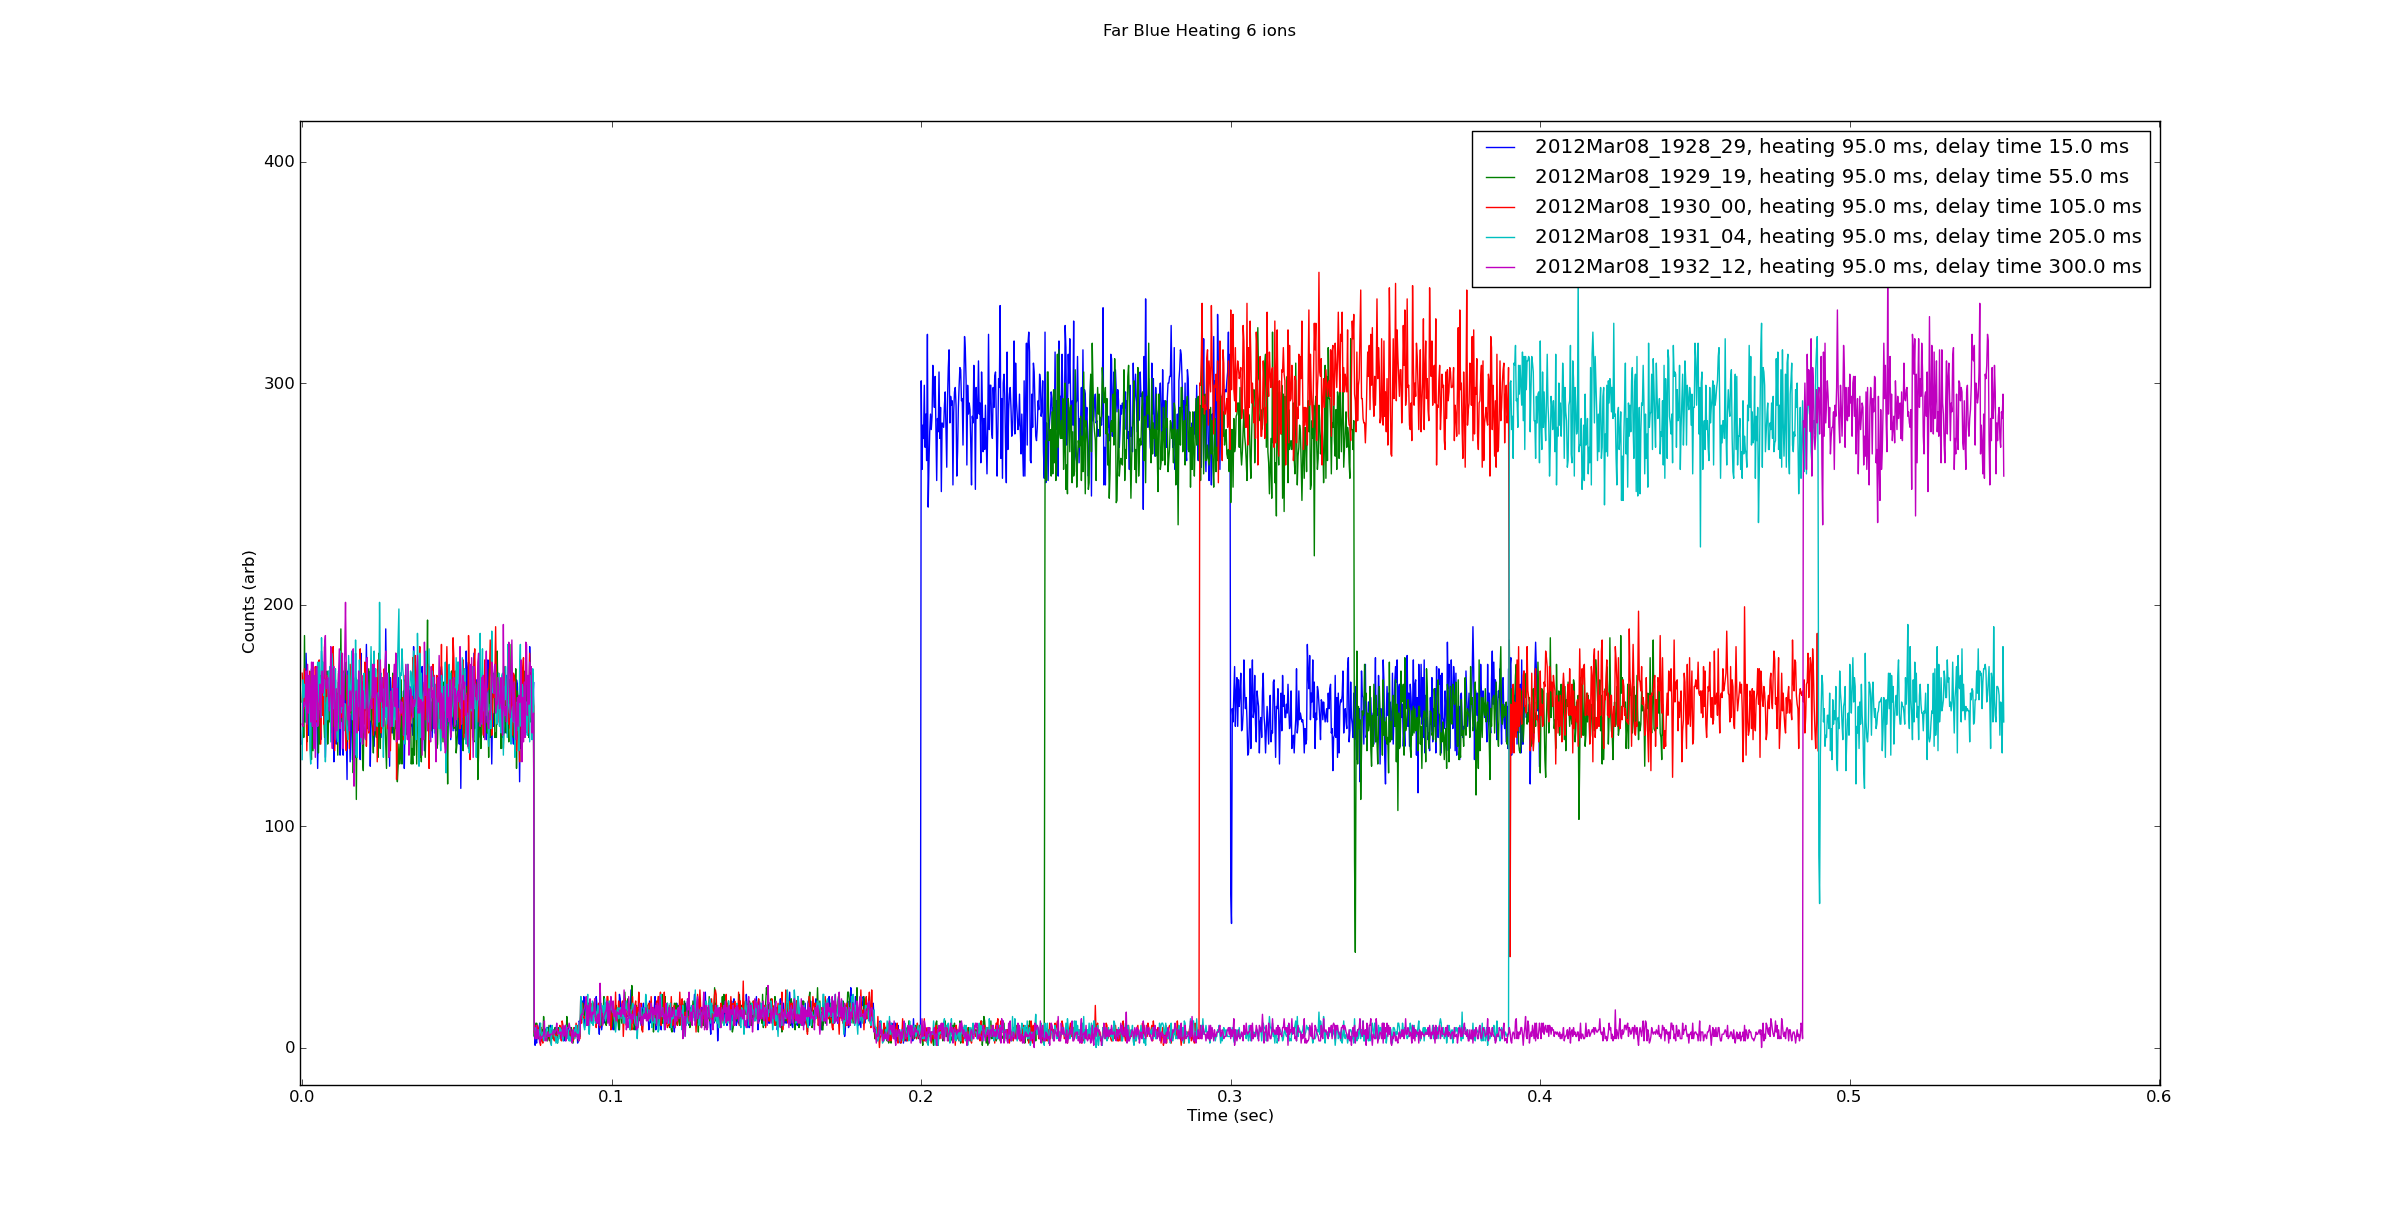 Far Blue Heating 6 ions
2012Mar08_1928_29, heating 95.0 ms, delay time 15.0 ms
2012Mar08_1929_19, heating 95.0 ms, delay time 55.0 ms
2012Mar08_1930_00, heating 95.0 ms, delay time 105.0 ms
2012Mar08_1931_04, heating 95.0 ms, delay time 205.0 ms
2012Mar08_1932_12, heating 95.0 ms, delay time 300.0 ms
400
300
200
100
0
Counts (arb)
0.0 0.1 0.2 0.3 0.4 0.5 0.6
Time (sec)